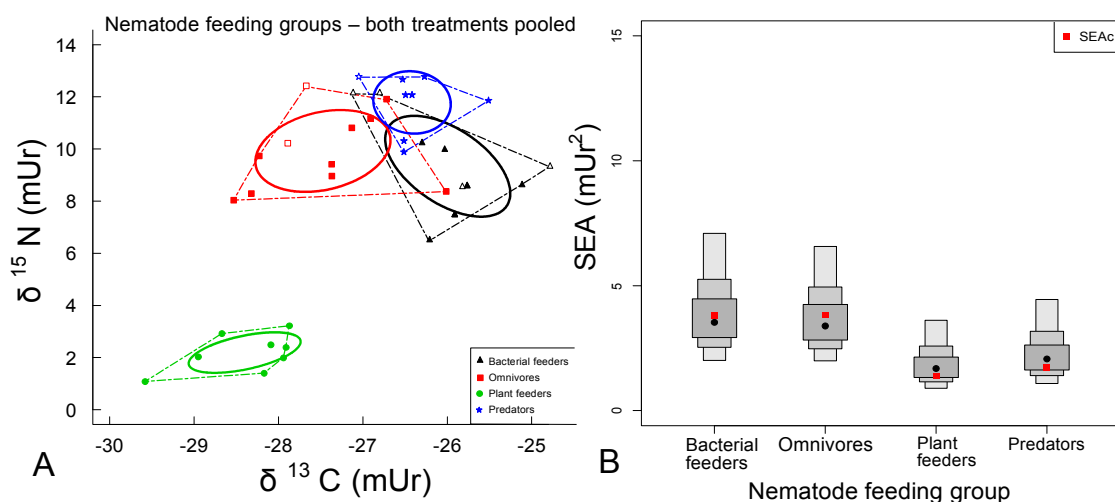 Nematode feeding groups – both treatments pooled
14
12
10
8
6
4
2
0
δ 15 N (mUr)
Bacterial feeders
Omnivores
Plant feeders
Predators
-30 -29 -28 -27 -26 -25
δ 13 C (mUr)
A
SEAc
15
5
0
SEA (mUr2)
Bacterial feeders
Omnivores
Plant feeders
Predators
Nematode feeding group
B